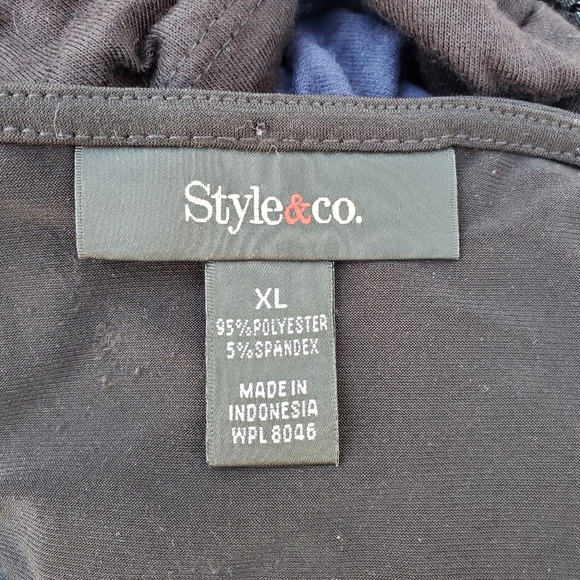 Style&co.
XL
95%POLYESTER
5%SPANDEX
MADE IN
INDONESIA
WPL 8046